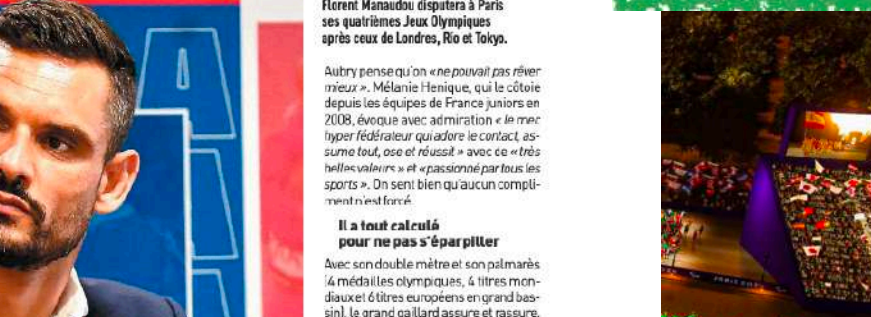 Florent Manaudou disputera à Paris
ses quatrièmes Jeux Olympiques
après ceux de Londres, Rio et Tokyo.
Aubry pense qu'on «ne pouvait pas rêver
mieux». Mélanie Henique, qui le côtoie
depuis les équipes de France juniors en
2008, évoque avec admiration «le mec
hyper fédérateur qui adore le contact, as-
sume tout, ose et réussit» avec de «très
belles valeurs» et «passionné par tous les
sports». On sent bien qu'aucun compli-
ment n'est forcé.
Il a tout calculé
pour ne pas s'éparpiller
Avec son double mètre et son palmarès
(4 médailles olympiques, 4 titres mon-
diaux et 6 titres européens en grand bas-
sin), le grand gaillard assure et rassure.